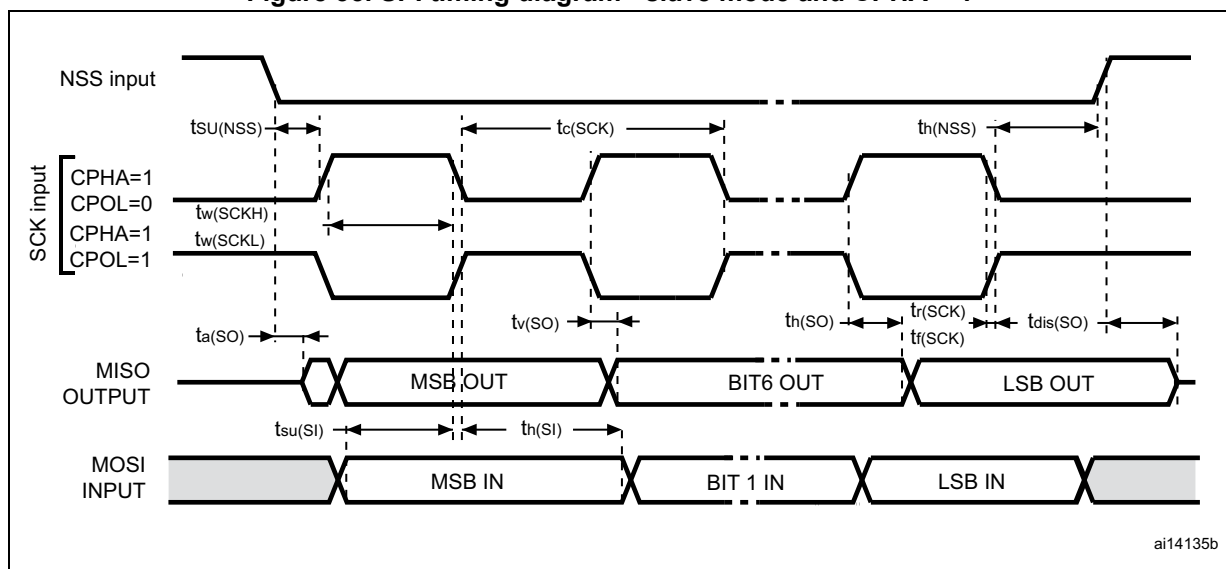 NSS input
tSU(NSS)
tc(SCK)
th(NSS)
SCK input
CPHA=1
CPOL=0
tw(SCKH)
CPHA=1
tw(SCKL)
CPOL=1
ta(SO)
tv(SO)
th(SO)
tr(SCK)
tf(SCK)
tdis(SO)
MISO
OUTPUT
MSB OUT
BIT6 OUT
LSB OUT
tsu(SI)
th(SI)
MOSI
INPUT
MSB IN
BIT 1 IN
LSB IN
ai14135b